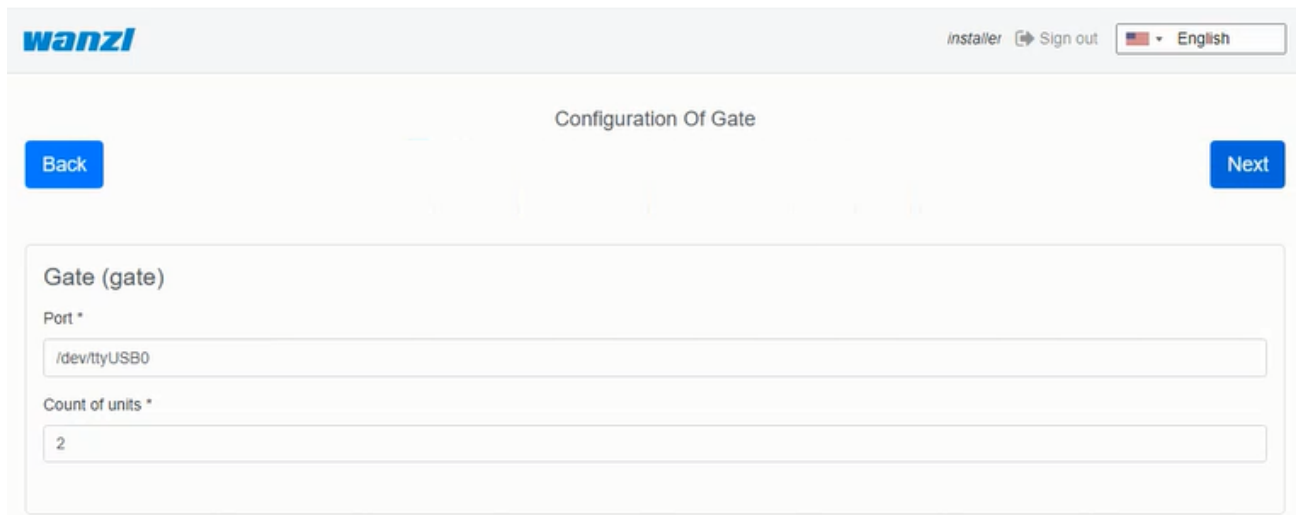 wanzl
installer Sign out English
Configuration Of Gate
Back
Next
Gate (gate)
Port *
/dev/ttyUSB0
Count of units *
2